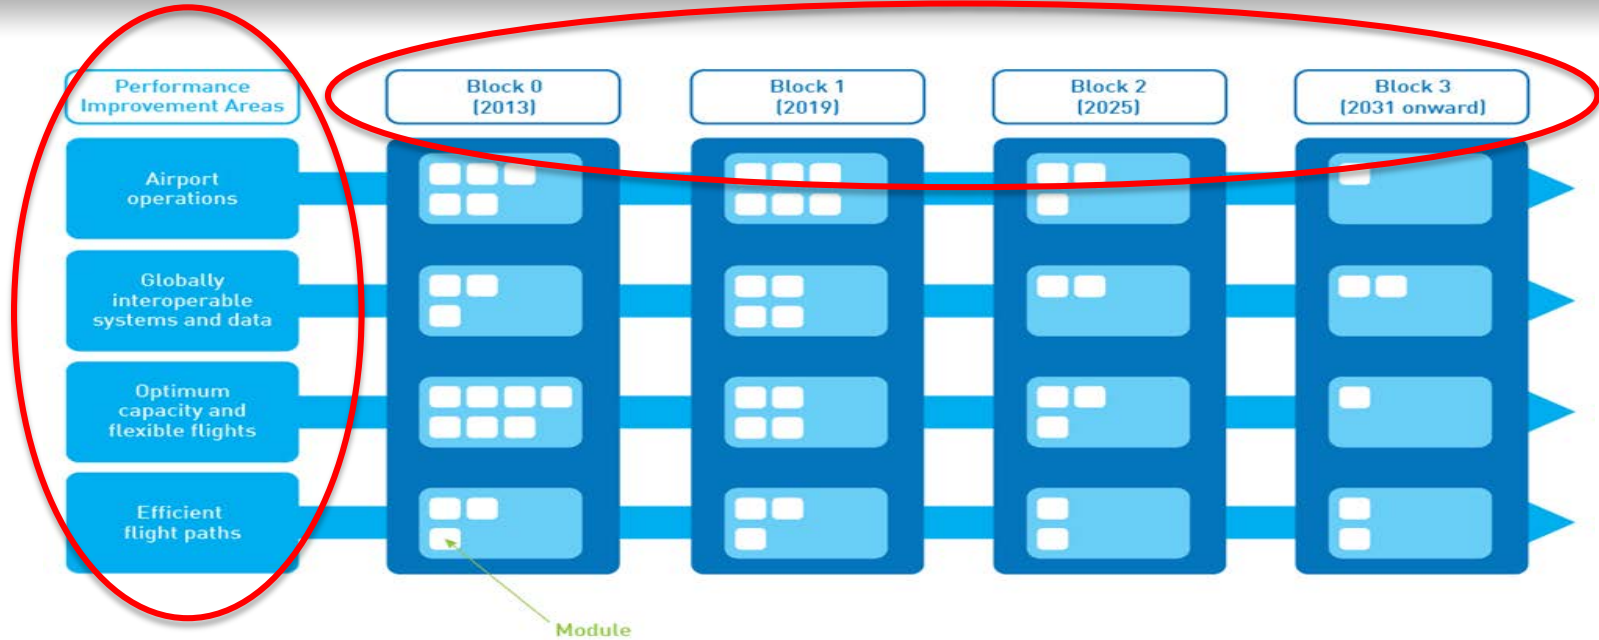 Performance
Improvement Areas
Block 0
(2013)
Block 1
(2019)
Block 2
(2025)
Block 3
(2031 onward)
Airport
operations
Globally
interoperable
systems and data
Optimum
capacity and
flexible flights
Efficient
flight paths
Module